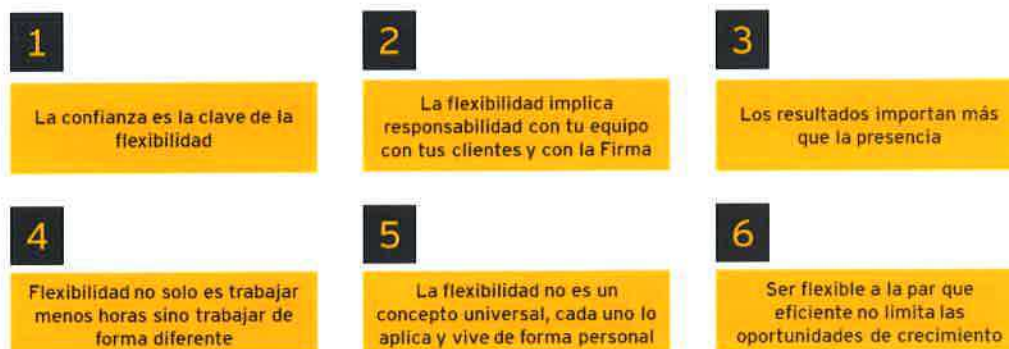 1
La confianza es la clave de la
flexibilidad
2
La flexibilidad implica
responsabilidad con tu equipo
con tus clientes y con la Firma
3
Los resultados importan más
que la presencia
4
Flexibilidad no solo es trabajar
menos horas sino trabajar de
forma diferente
5
La flexibilidad no es un
concepto universal, cada uno lo
aplica y vive de forma personal
6
Ser flexible a la par que
eficiente no limita las
oportunidades de crecimiento